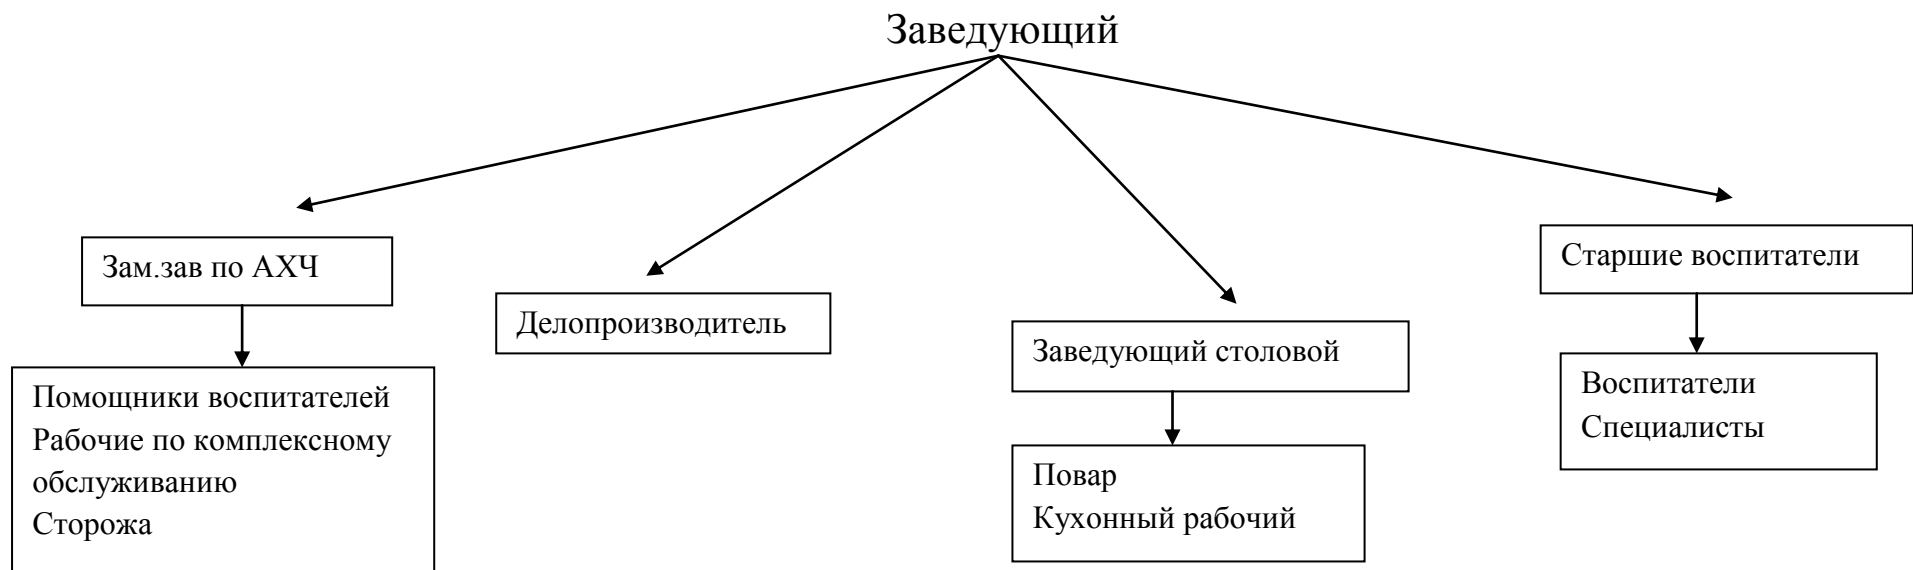 Заведующий
Зам.зав по АХЧ
Делопроизводитель
Заведующий столовой
Старшие воспитатели
Помощники воспитателей
Рабочие по комплексному
обслуживанию
Сторожа
Повар
Кухонный рабочий
Воспитатели
Специалисты